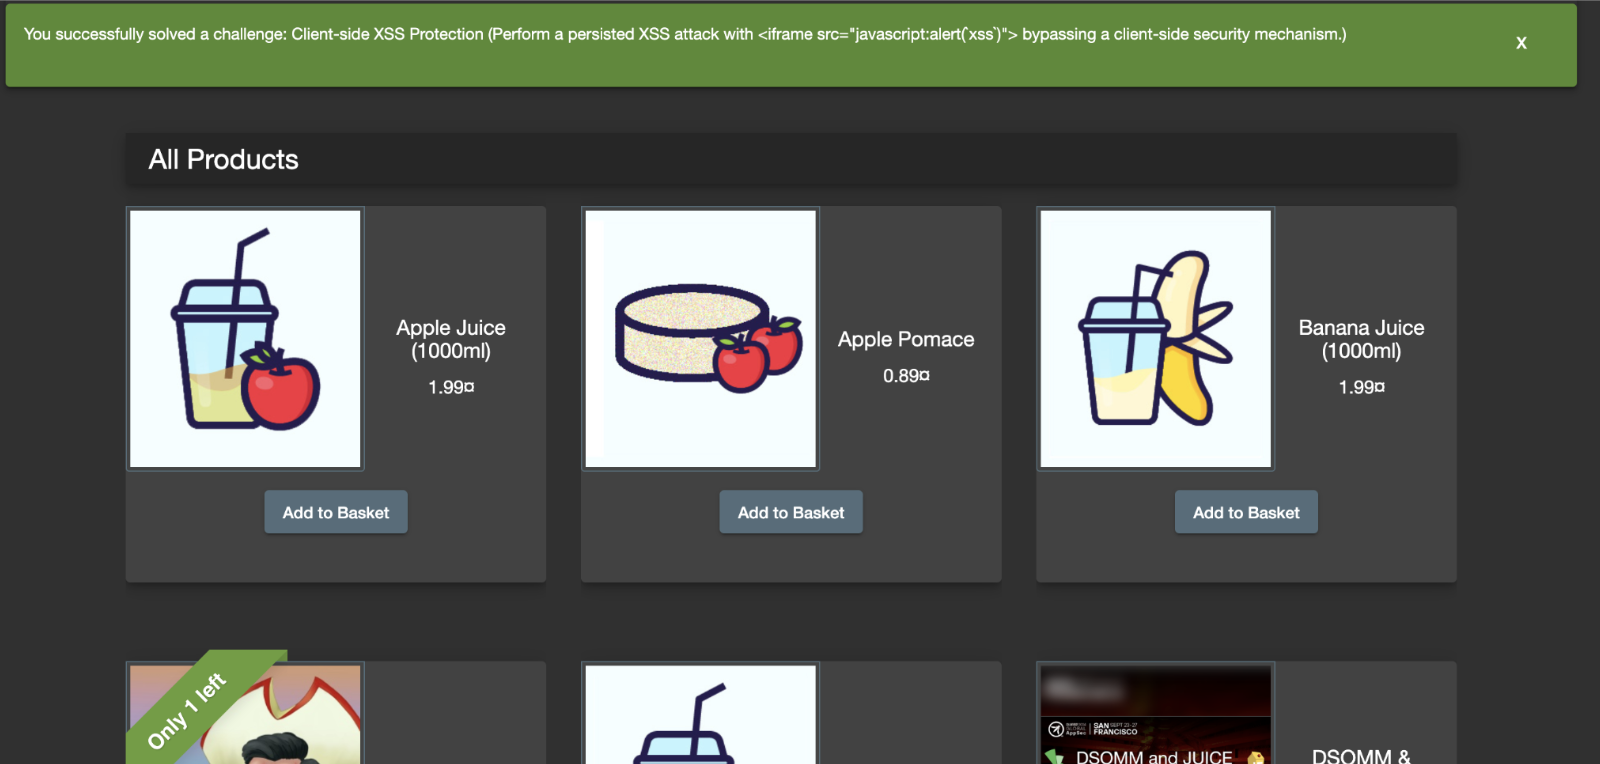 You successfully solved a challenge: Client-side XSS Protection (Perform a persisted XSS attack with <iframe src="javascript:alert(`xss`)"> bypassing a client-side security mechanism.)
X
All Products
Apple Juice
(1000ml)
1.99¤
Add to Basket
Apple Pomace
0.89¤
Add to Basket
Banana Juice
(1000ml)
1.99¤
Add to Basket
Only 1 left
SAN SEPT 21-27
FRANCISCO
DSOMM and JUICE
DSOMM &